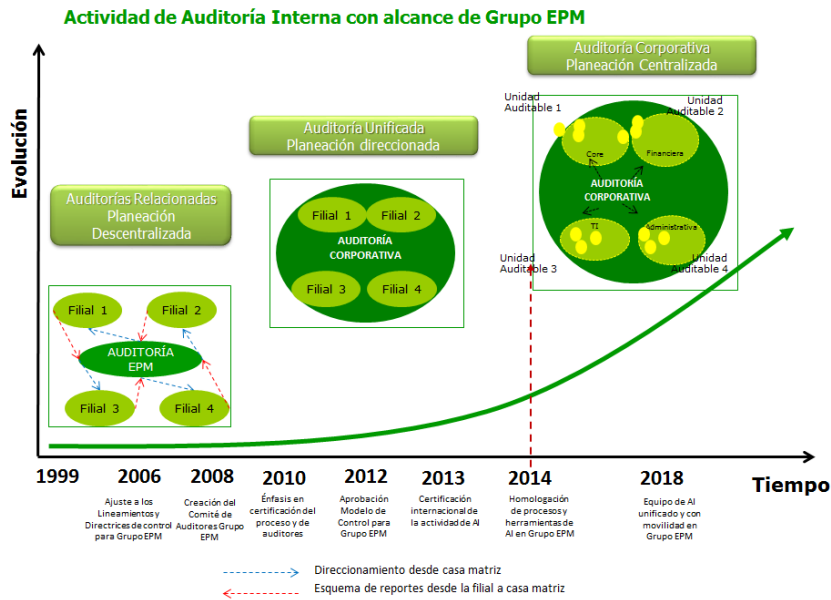 Actividad de Auditoría Interna con alcance de Grupo EPM
Evolución
Auditorías Relacionadas
Planeación
Descentralizada
Filial 1
Filial 2
AUDITORÍA
EPM
Filial 3
Filial 4
Auditoría Unificada
Planeación direccionada
Filial 1
Filial 2
AUDITORÍA
CORPORATIVA
Filial 3
Filial 4
Auditoría Corporativa
Planeación Centralizada
Unidad
Auditable 1
Unidad
Auditable 2
Core
Financiera
AUDITORÍA
CORPORATIVA
TI
Administrativa
Unidad
Auditable 3
Unidad
Auditable 4
1999
2006
Ajuste a los
Lineamientos y
Directrices de control
para Grupo EPM
2008
Creación del
Comité de
Auditores Grupo
EPM
2010
Énfasis en
certificación del
proceso y de
auditores
2012
Aprobación
Modelo de
Control para
Grupo EPM
2013
Certificación
internacional de
la actividad de AI
2014
Homologación
de procesos y
herramientas de
AI en Grupo EPM
2018
Equipo de AI
unificado y con
movilidad en
Grupo EPM
Tiempo
Direccionamiento desde casa matriz
Esquema de reportes desde la filial a casa matriz